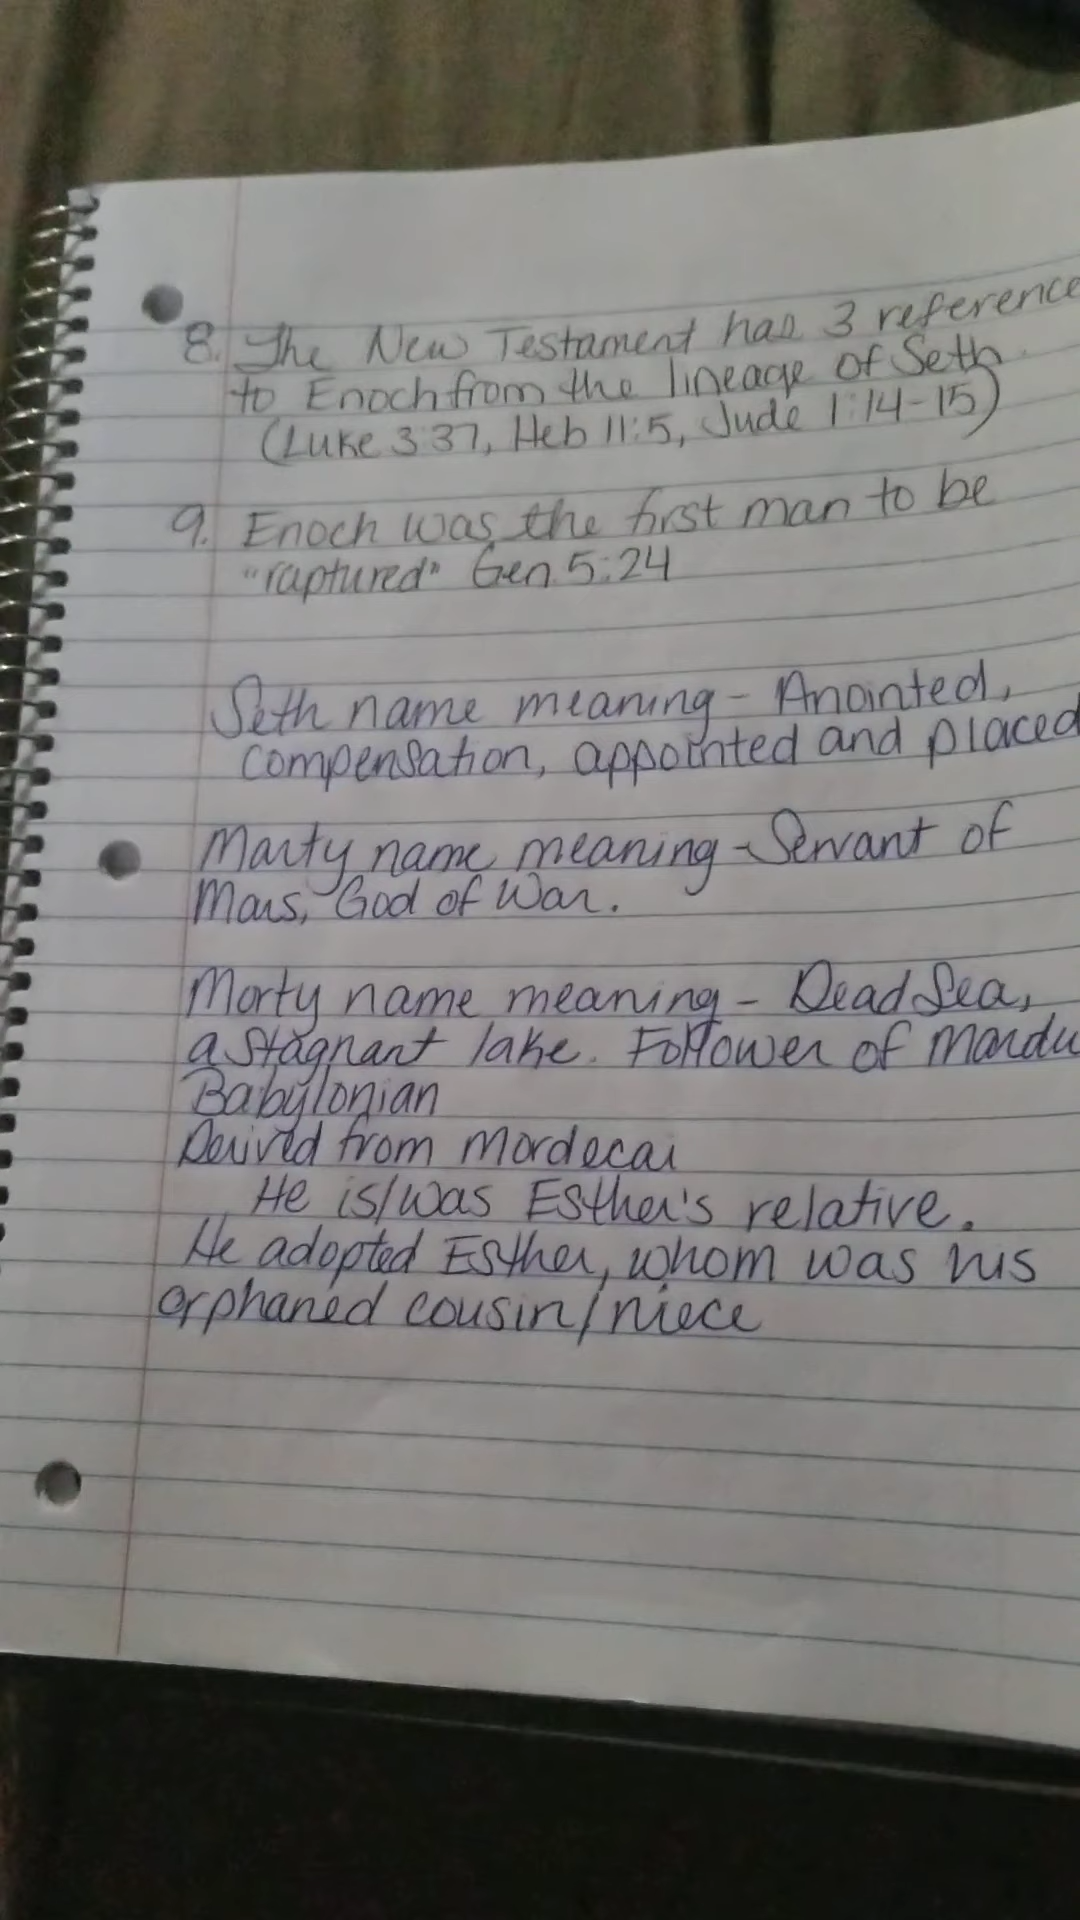 8. The New Testament has 3 reference
to Enoch from the lineage of Seth.
(Luke 3:37, Heb 11:5, Jude 1:14-15)
9. Enoch was the first man to be
"raptured" Gen 5:24
Seth name meaning - Anointed,
compensation, appointed and placed
Marty name meaning - Servant of
Mars, God of War.
Morty name meaning - Dead Sea,
a stagnant lake. Follower of Mardu
Babylonian
Derived from Mordecai
He is/was Esther's relative.
He adopted Esther, whom was his
orphaned cousin/niece